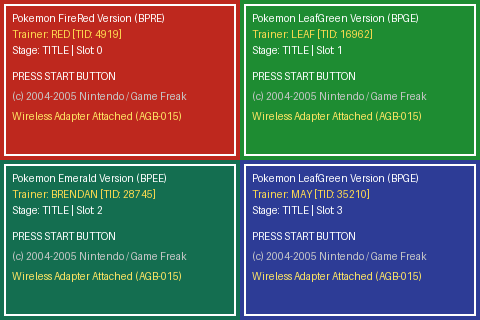 Pokemon FireRed Version (BPRE)
Trainer: RED [TID: 4919]
Stage: TITLE | Slot: 0
PRESS START BUTTON
(c) 2004-2005 Nintendo / Game Freak
Wireless Adapter Attached (AGB-015)
Pokemon LeafGreen Version (BPGE)
Trainer: LEAF [TID: 16962]
Stage: TITLE | Slot: 1
PRESS START BUTTON
(c) 2004-2005 Nintendo / Game Freak
Wireless Adapter Attached (AGB-015)
Pokemon Emerald Version (BPEE)
Trainer: BRENDAN [TID: 28745]
Stage: TITLE | Slot: 2
PRESS START BUTTON
(c) 2004-2005 Nintendo / Game Freak
Wireless Adapter Attached (AGB-015)
Pokemon LeafGreen Version (BPGE)
Trainer: MAY [TID: 35210]
Stage: TITLE | Slot: 3
PRESS START BUTTON
(c) 2004-2005 Nintendo / Game Freak
Wireless Adapter Attached (AGB-015)